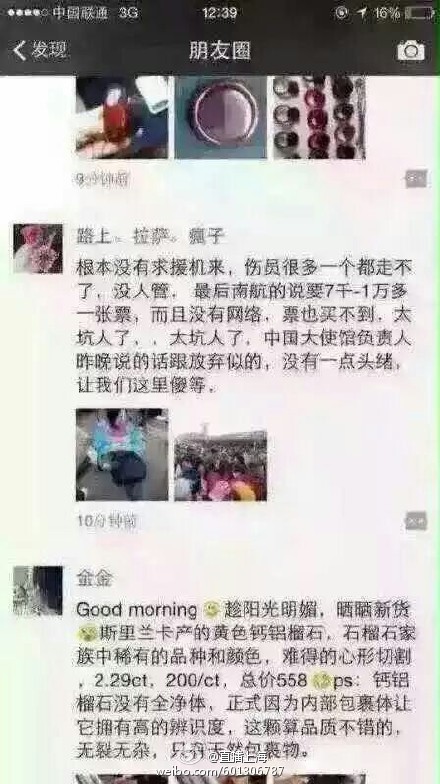 中国联通 3G 12:39 16%
发现 朋友圈
9分钟前
路上。拉萨。瘋子
根本没有求援机来，伤员很多一个都走不
了，没人管． 最后南航的说要7千-1万多
一张票，而且没有网络，票也买不到．太
坑人了，，太坑人了，中国大使馆负责人
昨晚说的话跟放弃似的，没有一点头绪，
让我们这里傻等，
10分钟前
金金
Good morning 趁阳光明媚，晒晒新货
斯里兰卡产的黄色钙铝榴石，石榴石家
族中稀有的品种和颜色，难得的心形切割
，2.29ct，200/ct，总价558 ps：钙铝
榴石没有全净体，正式因为内部包裹体让
它拥有高的辨识度，这颗算品质不错的，
无裂无杂，只有天然包裹物。
@直播上海
weibo.com/601306787